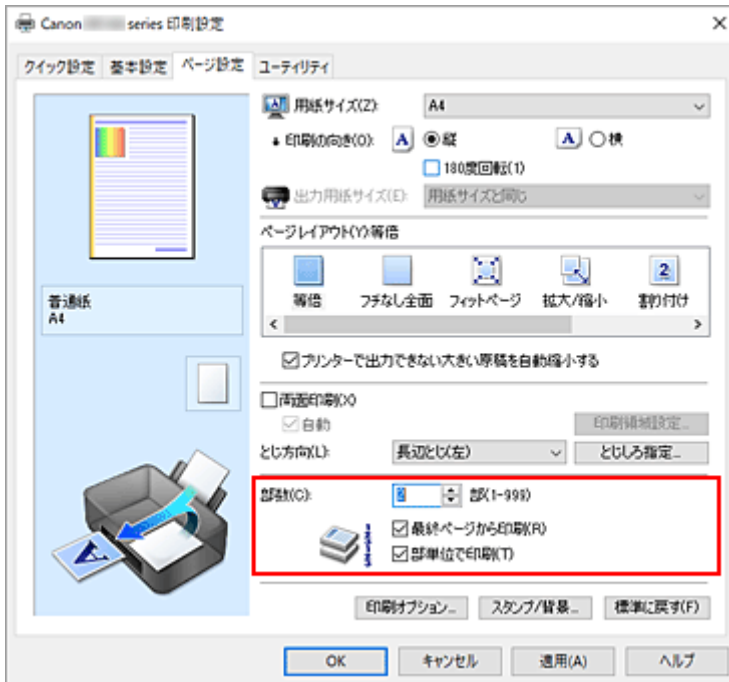 Canon series 印刷設定
クイック設定 基本設定 ページ設定 ユーティリティ
用紙サイズ(Z): A4
印刷の向き(O): A 縦 A 横
180度回転(1)
出力用紙サイズ(E): 用紙サイズと同じ
ページレイアウト(Y):等倍
等倍 フチなし全面 フィットページ 拡大/縮小 割り付け
普通紙
A4
プリンターで出力できない大きい原稿を自動縮小する
両面印刷(X)
自動 印刷領域設定...
とじ方向(L): 長辺とじ(左) とじしろ指定...
部数(C): 2 部(1-999)
最終ページから印刷(R)
部単位で印刷(T)
印刷オプション... スタンプ/背景... 標準に戻す(F)
OK キャンセル 適用(A) ヘルプ